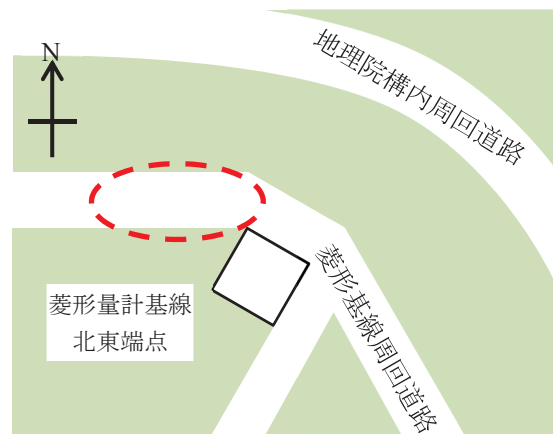 N
地理院構内周回道路
菱形基線周回道路
菱形量計基線
北東端点